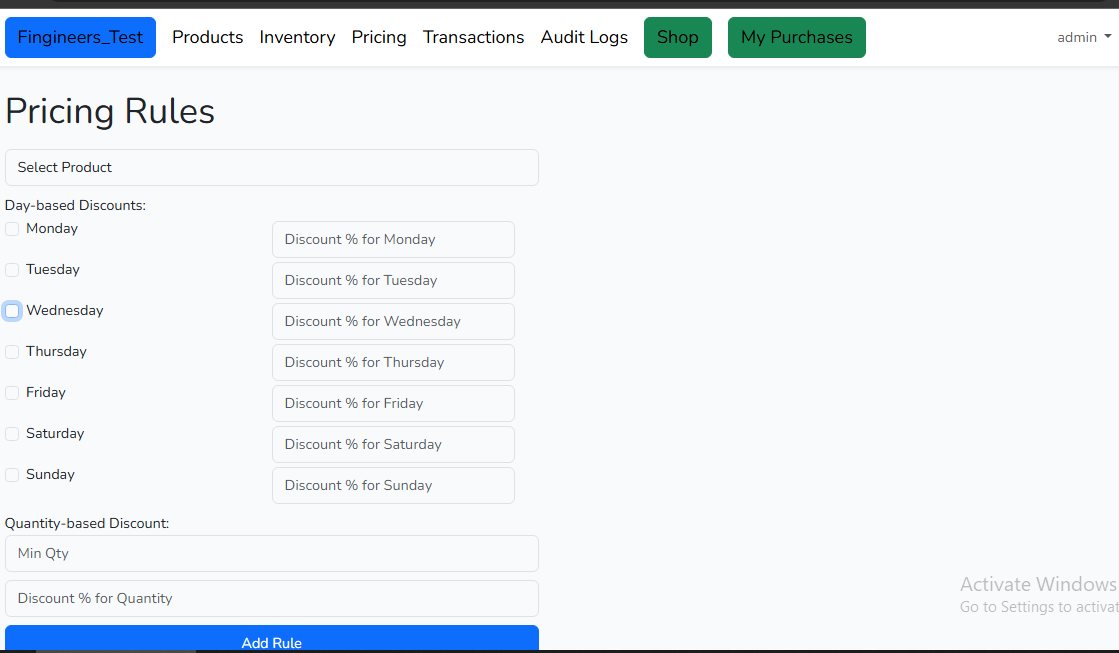 Fingineers_Test Products Inventory Pricing Transactions Audit Logs Shop My Purchases admin
Pricing Rules
Select Product
Day-based Discounts:
Monday Discount % for Monday
Tuesday Discount % for Tuesday
Wednesday Discount % for Wednesday
Thursday Discount % for Thursday
Friday Discount % for Friday
Saturday Discount % for Saturday
Sunday Discount % for Sunday
Quantity-based Discount:
Min Qty
Discount % for Quantity
Add Rule
Activate Windows
Go to Settings to activat